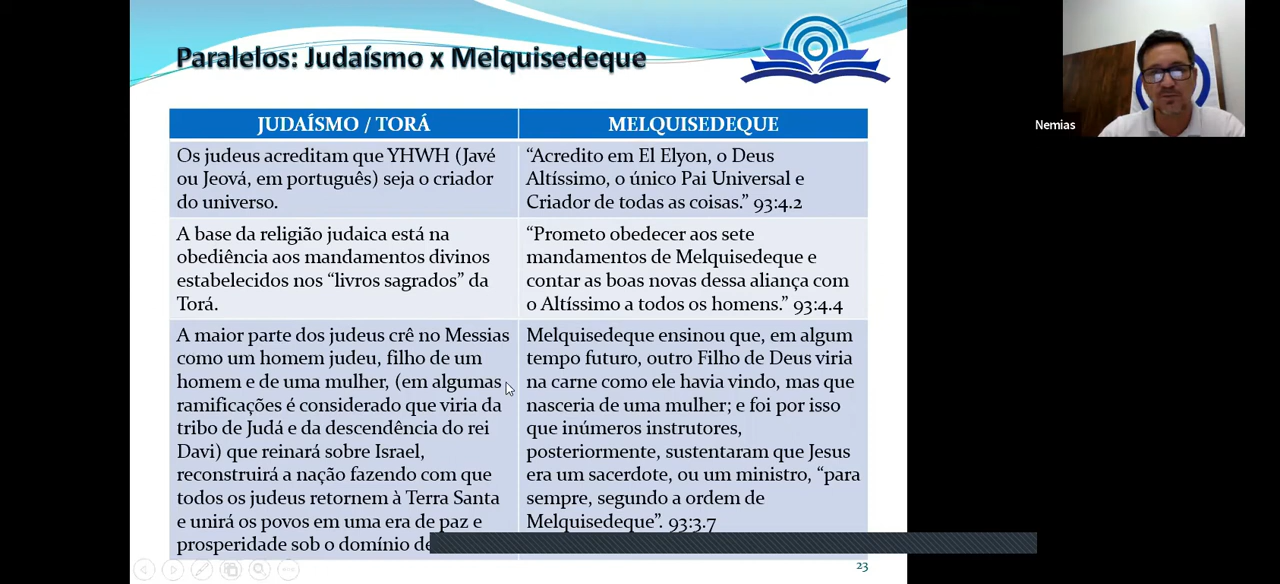 Paralelos: Judaísmo x Melquisedeque
Nemias
JUDAÍSMO / TORÁ
MELQUISEDEQUE
Os judeus acreditam que YHWH (Javé
ou Jeová, em português) seja o criador
do universo.
“Acredito em El Elyon, o Deus
Altíssimo, o único Pai Universal e
Criador de todas as coisas.” 93:4.2
A base da religião judaica está na
obediência aos mandamentos divinos
estabelecidos nos “livros sagrados” da
Torá.
“Prometo obedecer aos sete
mandamentos de Melquisedeque e
contar as boas novas dessa aliança com
o Altíssimo a todos os homens.” 93:4.4
A maior parte dos judeus crê no Messias
como um homem judeu, filho de um
homem e de uma mulher, (em algumas
ramificações é considerado que viria da
tribo de Judá e da descendência do rei
Davi) que reinará sobre Israel,
reconstruirá a nação fazendo com que
todos os judeus retornem à Terra Santa
e unirá os povos em uma era de paz e
prosperidade sob o domínio de
Melquisedeque ensinou que, em algum
tempo futuro, outro Filho de Deus viria
na carne como ele havia vindo, mas que
nasceria de uma mulher; e foi por isso
que inúmeros instrutores,
posteriormente, sustentaram que Jesus
era um sacerdote, ou um ministro, “para
sempre, segundo a ordem de
Melquisedeque”. 93:3.7
23